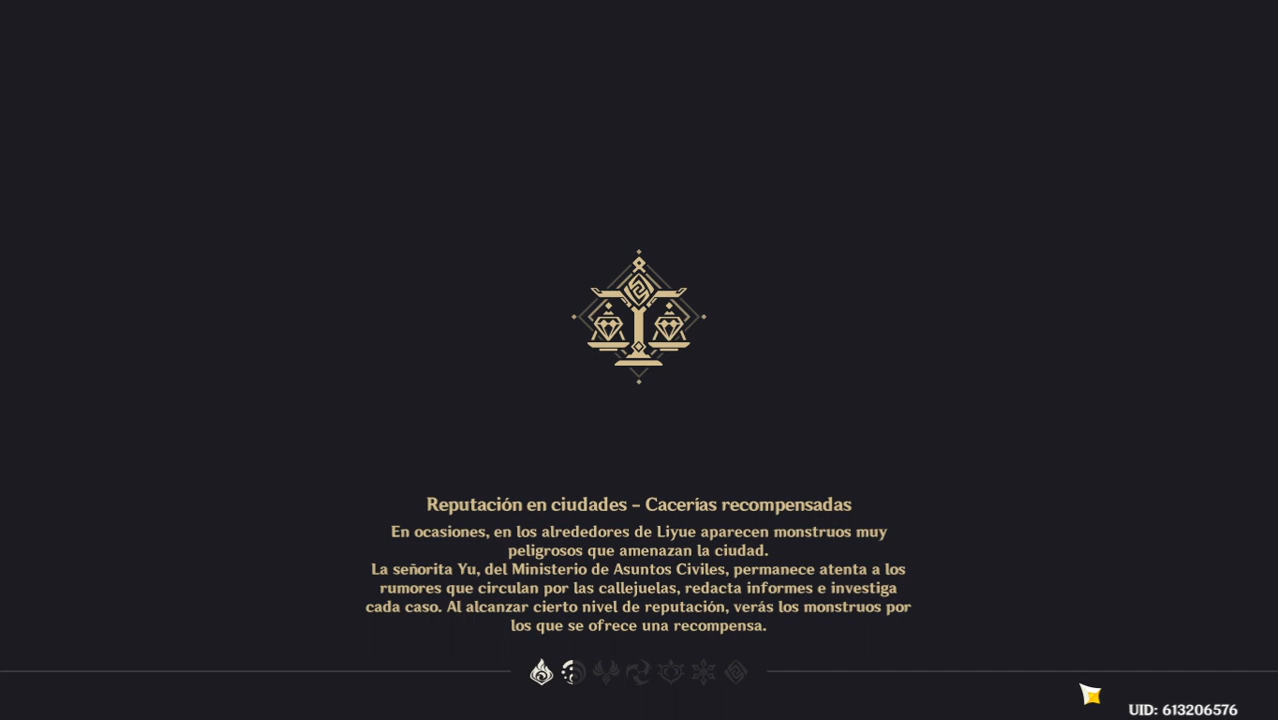 Reputación en ciudades - Cacerías recompensadas
En ocasiones, en los alrededores de Liyue aparecen monstruos muy
peligrosos que amenazan la ciudad.
La señorita Yu, del Ministerio de Asuntos Civiles, permanece atenta a los
rumores que circulan por las callejuelas, redacta informes e investiga
cada caso. Al alcanzar cierto nivel de reputación, verás los monstruos por
los que se ofrece una recompensa.
UID: 613206576